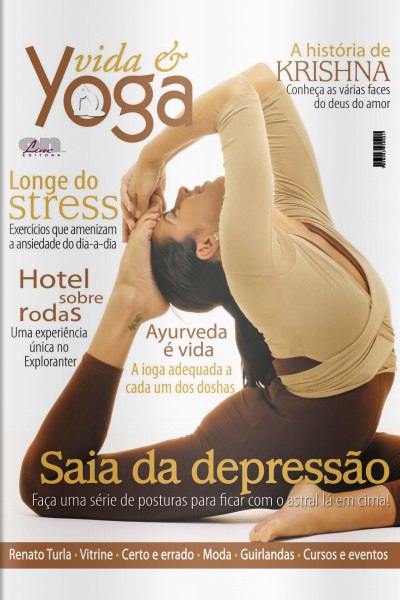 vida &
Yoga
on
Line
EDITORA
A história de
KRISHNA
Conheça as várias faces
do deus do amor
Longe do
stress
Exercícios que amenizam
a ansiedade do dia-a-dia
Hotel
sobre
rodas
Uma experiência
única no
Exploranter
Ayurveda
é vida
A ioga adequada a
cada um dos doshas
Saia da depressão
Faça uma série de posturas para ficar com o astral lá em cima!
Renato Turla • Vitrine • Certo e errado • Moda • Guirlandas • Cursos e eventos